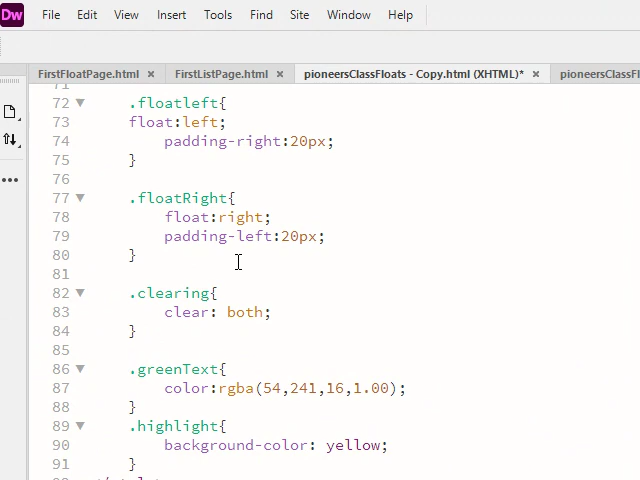 Dw File Edit View Insert Tools Find Site Window Help
FirstFloatPage.html × FirstListPage.html × pioneersClassFloats - Copy.html (XHTML)* × pioneersClassFl
71
72 .floatleft{
73 float:left;
74 padding-right:20px;
75 }
76
77 .floatRight{
78 float:right;
79 padding-left:20px;
80 }
81
82 .clearing{
83 clear: both;
84 }
85
86 .greenText{
87 color:rgba(54,241,16,1.00);
88 }
89 .highlight{
90 background-color: yellow;
91 }